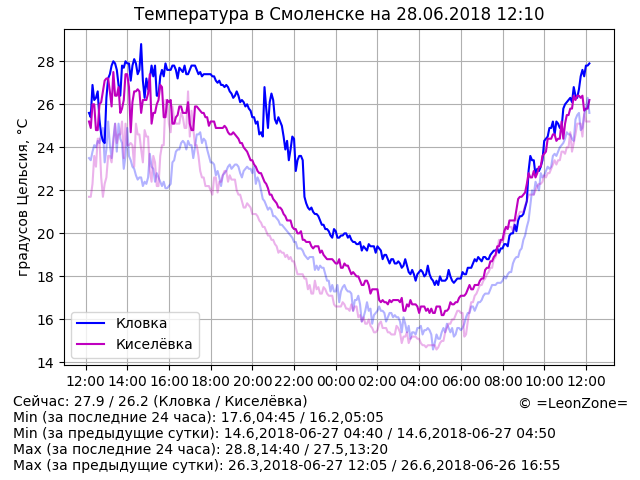 Температура в Смоленске на 28.06.2018 12:10
градусов Цельсия, °C
28
26
24
22
20
18
16
14
Кловка
Киселёвка
12:00 14:00 16:00 18:00 20:00 22:00 00:00 02:00 04:00 06:00 08:00 10:00 12:00
Сейчас: 27.9 / 26.2 (Кловка / Киселёвка)
© =LeonZone=
Min (за последние 24 часа): 17.6,04:45 / 16.2,05:05
Min (за предыдущие сутки): 14.6,2018-06-27 04:40 / 14.6,2018-06-27 04:50
Max (за последние 24 часа): 28.8,14:40 / 27.5,13:20
Max (за предыдущие сутки): 26.3,2018-06-27 12:05 / 26.6,2018-06-26 16:55